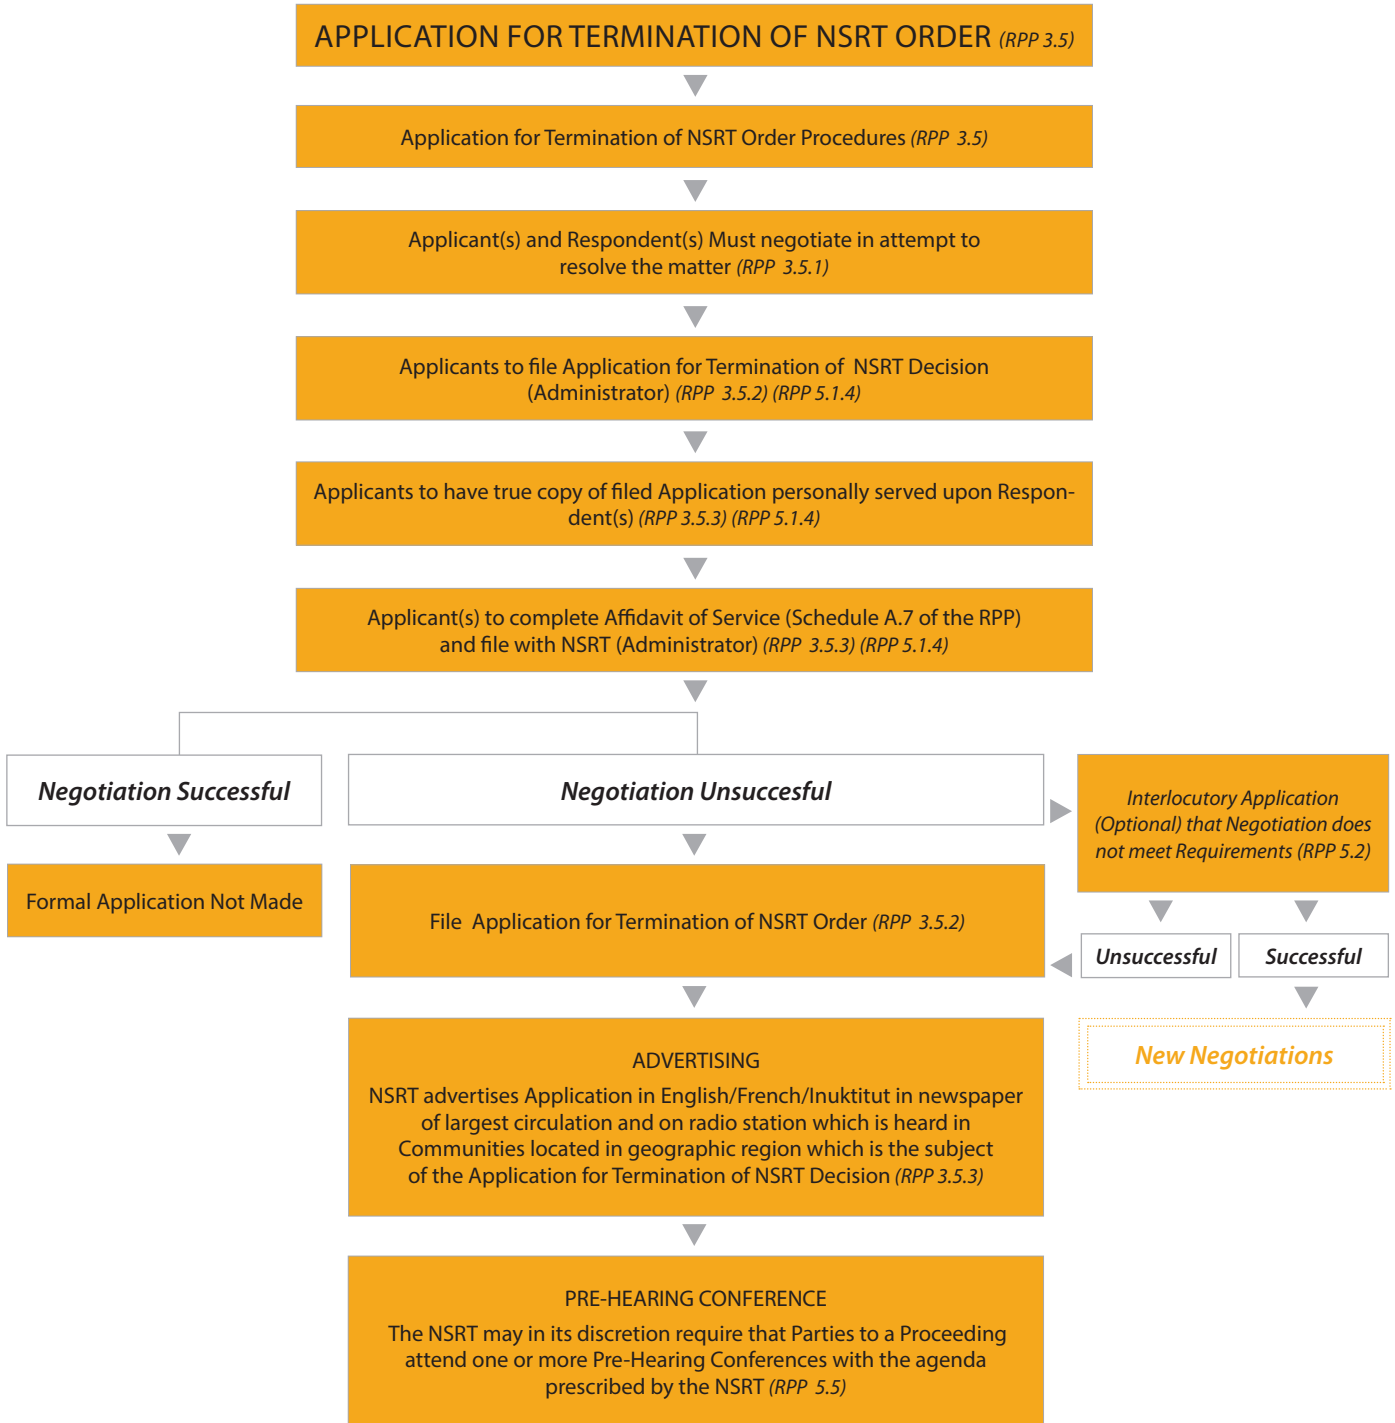 APPLICATION FOR TERMINATION OF NSRT ORDER (RPP 3.5)
Application for Termination of NSRT Order Procedures (RPP 3.5)
Applicant(s) and Respondent(s) Must negotiate in attempt to
resolve the matter (RPP 3.5.1)
Applicants to file Application for Termination of NSRT Decision
(Administrator) (RPP 3.5.2) (RPP 5.1.4)
Applicants to have true copy of filed Application personally served upon Respon-
dent(s) (RPP 3.5.3) (RPP 5.1.4)
Applicant(s) to complete Affidavit of Service (Schedule A.7 of the RPP)
and file with NSRT (Administrator) (RPP 3.5.3) (RPP 5.1.4)
Negotiation Successful
Formal Application Not Made
Negotiation Unsuccesful
File Application for Termination of NSRT Order (RPP 3.5.2)
Interlocutory Application
(Optional) that Negotiation does
not meet Requirements (RPP 5.2)
Unsuccessful
Successful
New Negotiations
ADVERTISING
NSRT advertises Application in English/French/Inuktitut in newspaper
of largest circulation and on radio station which is heard in
Communities located in geographic region which is the subject
of the Application for Termination of NSRT Decision (RPP 3.5.3)
PRE-HEARING CONFERENCE
The NSRT may in its discretion require that Parties to a Proceeding
attend one or more Pre-Hearing Conferences with the agenda
prescribed by the NSRT (RPP 5.5)